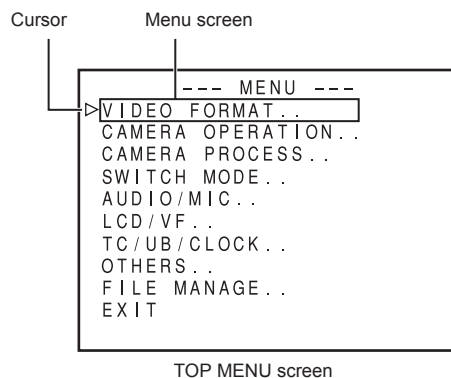 Cursor Menu screen
--- MENU ---
VIDEO FORMAT..
CAMERA OPERATION..
CAMERA PROCESS..
SWITCH MODE..
AUDIO/MIC..
LCD/VF..
TC/UB/CLOCK..
OTHERS..
FILE MANAGE..
EXIT
TOP MENU screen